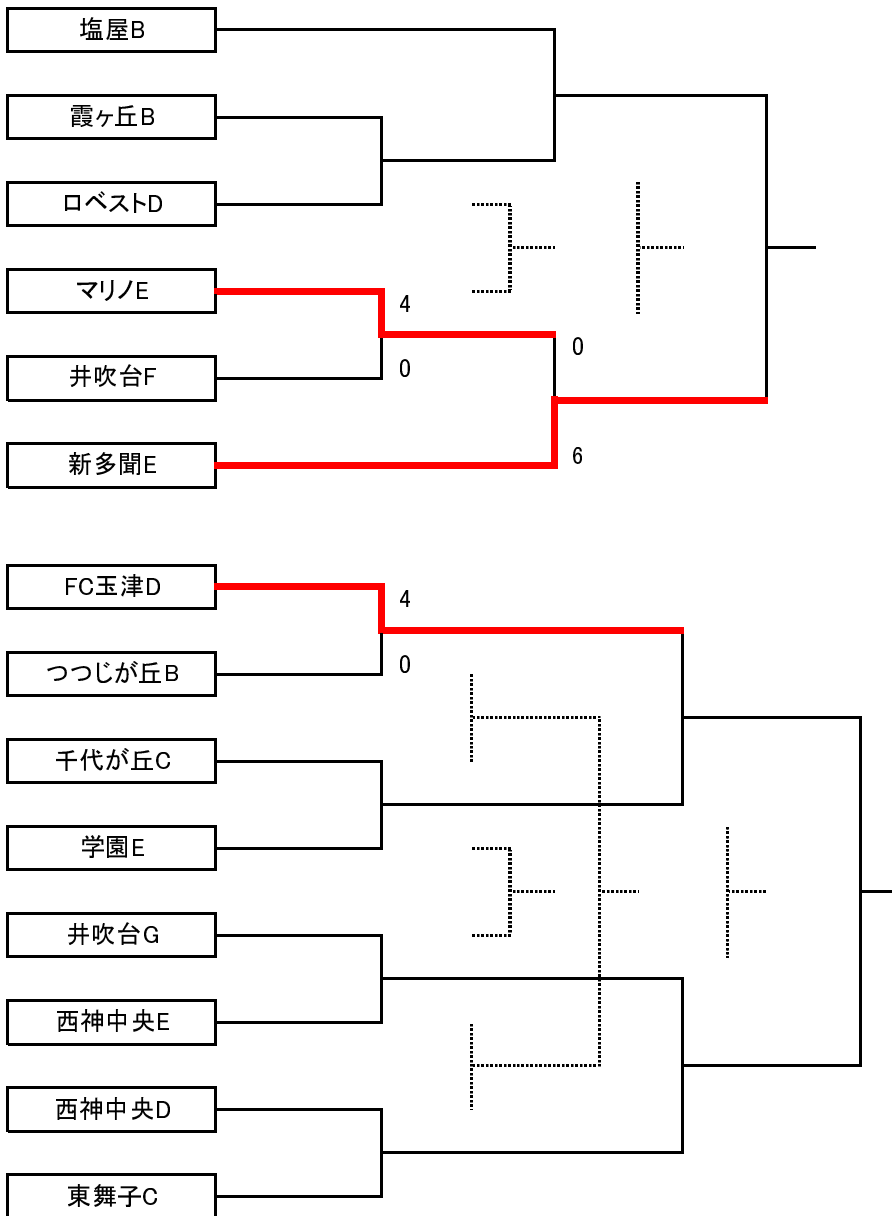 塩屋B
霞ヶ丘B
ロベストD
マリノE
4
0
井吹台F
0
新多聞E
6
FC玉津D
4
つつじが丘B
0
千代が丘C
学園E
井吹台G
西神中央E
西神中央D
東舞子C